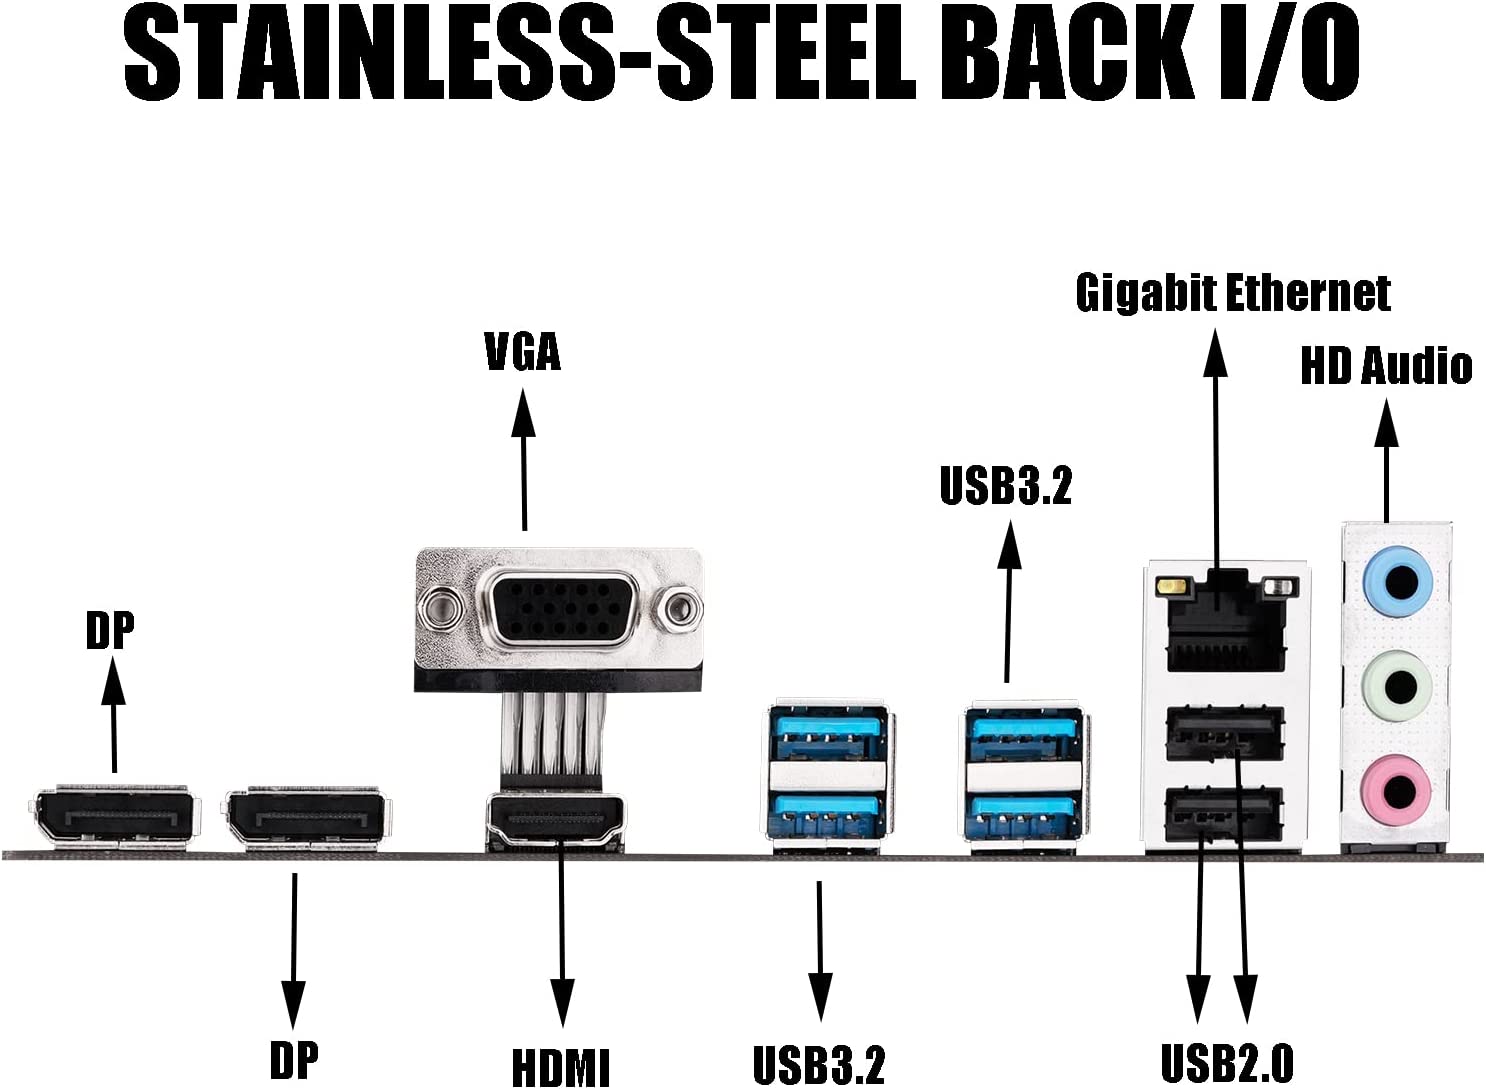 STAINLESS-STEEL BACK I/O
Gigabit Ethernet
VGA
HD Audio
USB3.2
DP
DP
HDMI
USB3.2
USB2.0